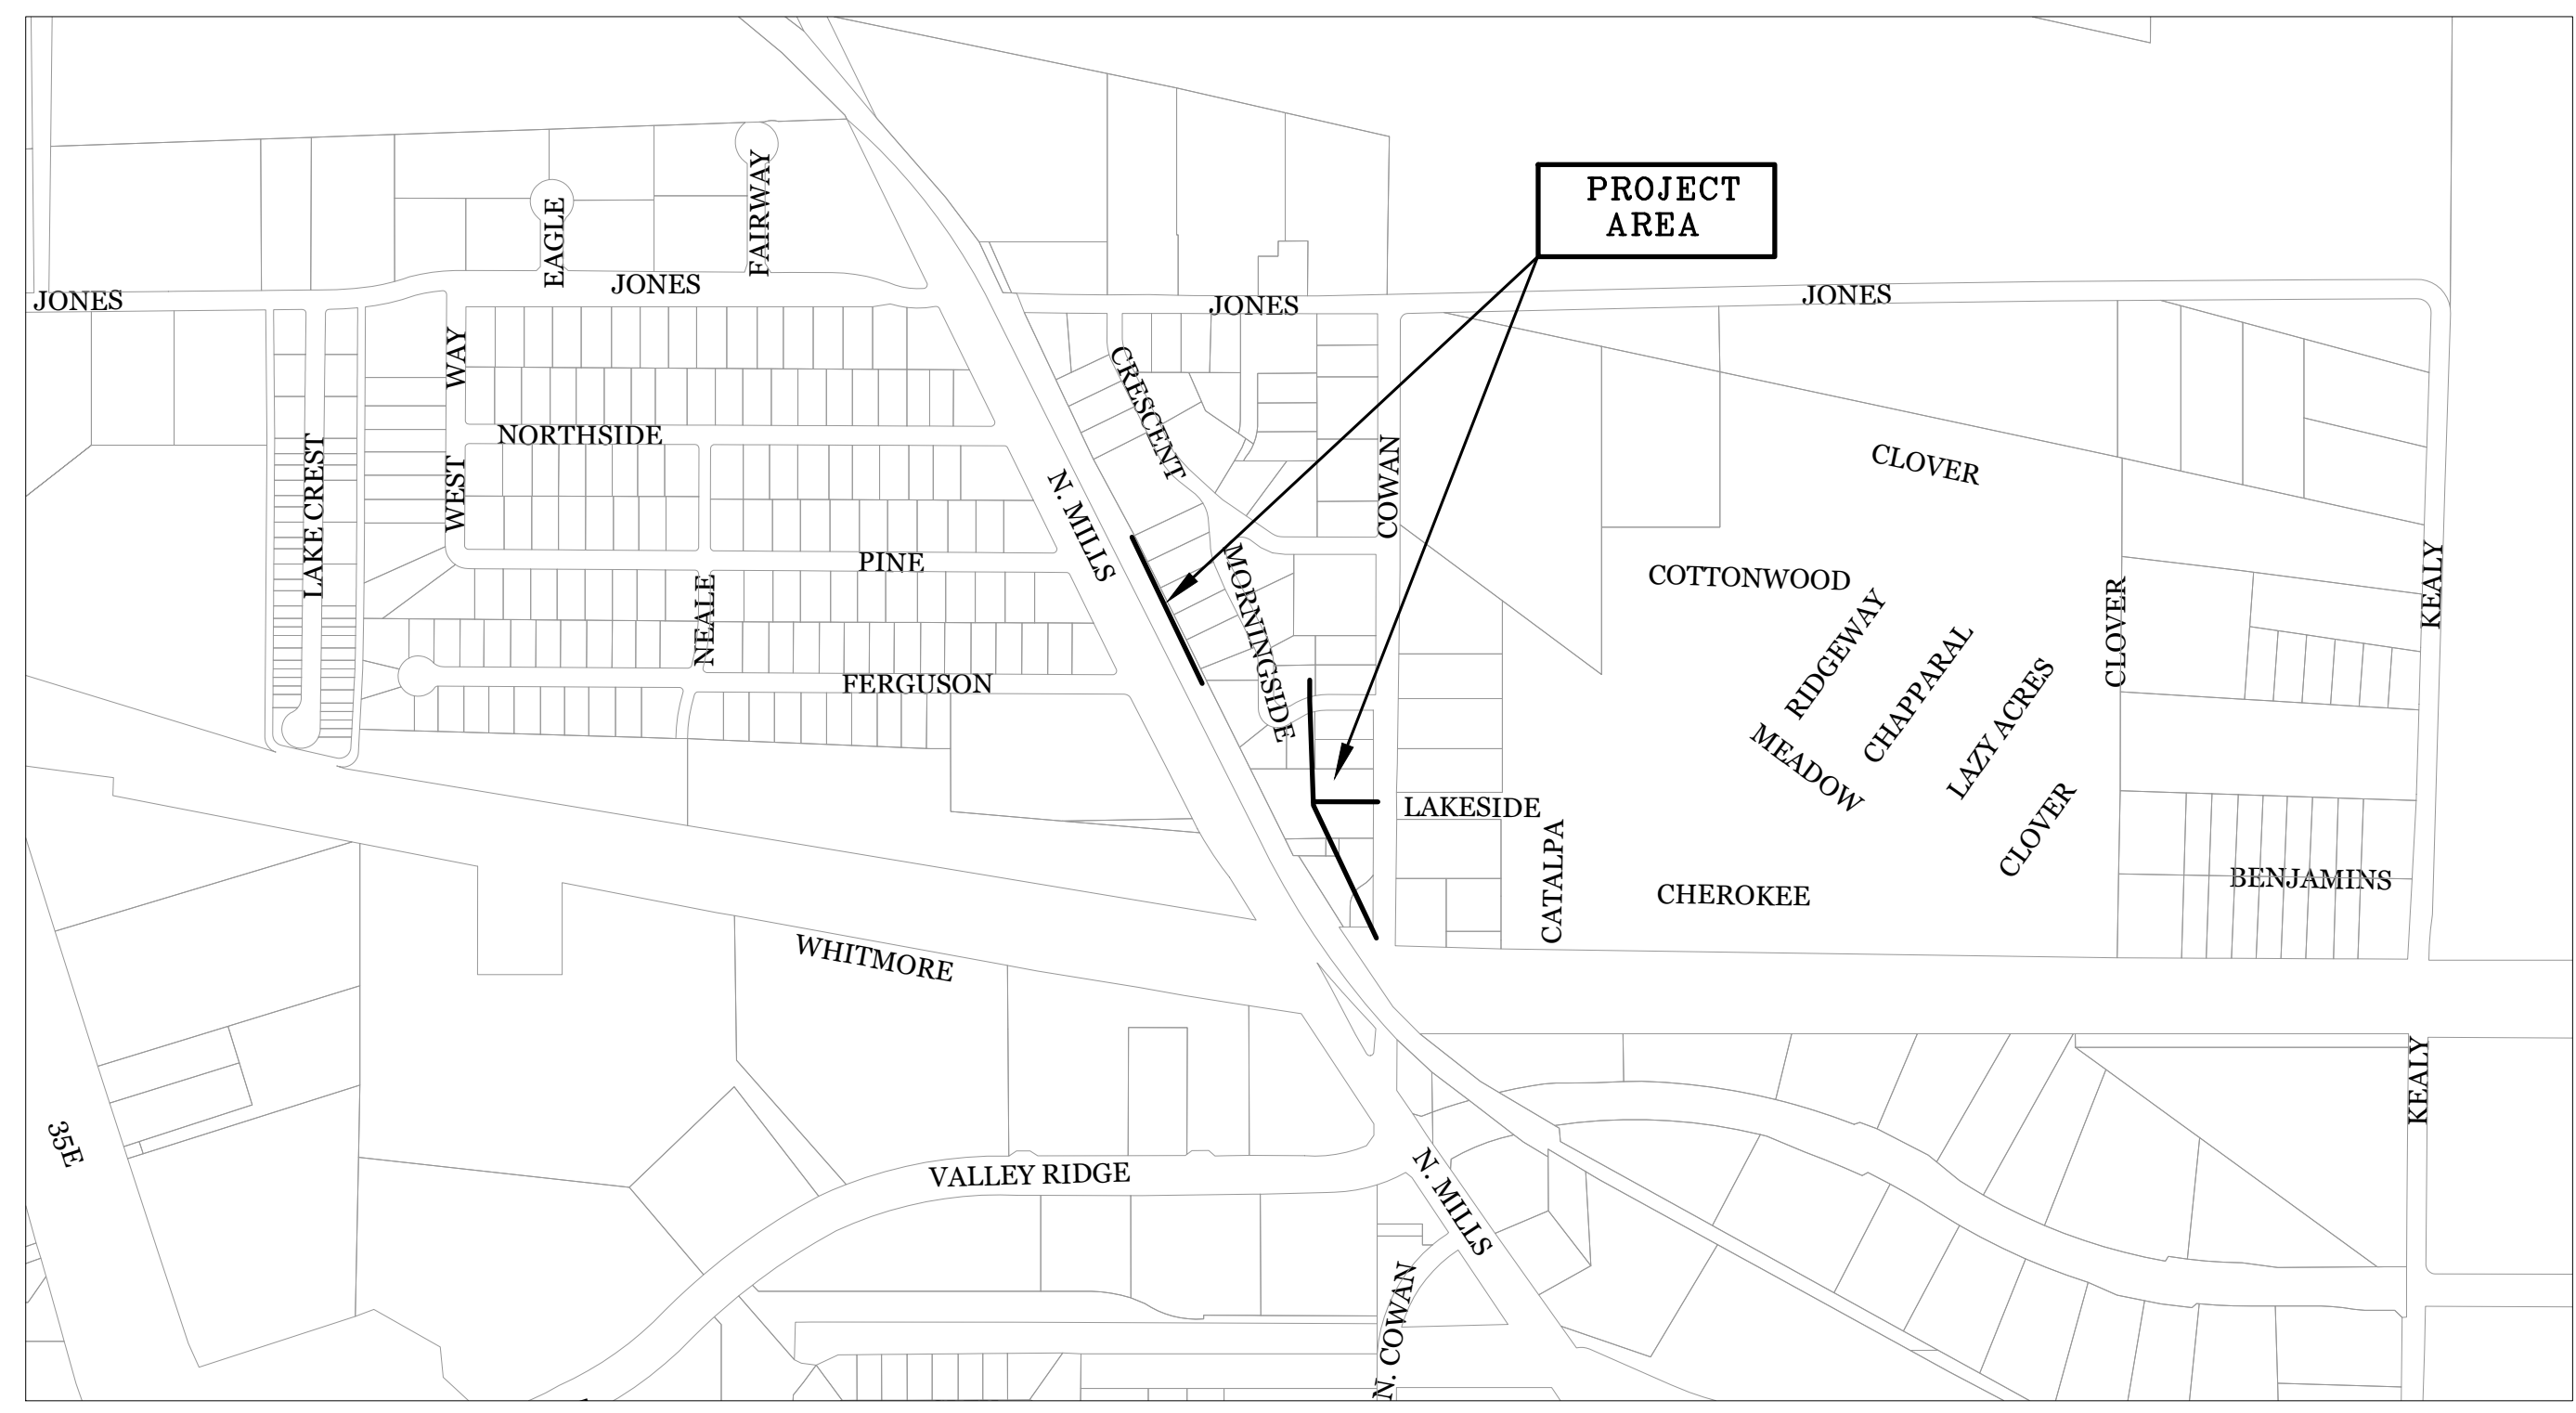 PROJECT
AREA
FAIRWAY
EAGLE
JONES
JONES
JONES
JONES
WAY
CRESCENT
NORTHSIDE
COWAN
CLOVER
LAKE CREST
WEST
N. MILLS
PINE
COTTONWOOD
NEALE
MORNINGSIDE
RIDGEWAY
CHAPPARAL
CLOVER
KEALY
FERGUSON
LAZY ACRES
MEADOW
LAKESIDE
CLOVER
CATALPA
BENJAMINS
CHEROKEE
WHITMORE
KEALY
35E
VALLEY RIDGE
N. MILLS
N. COWAN